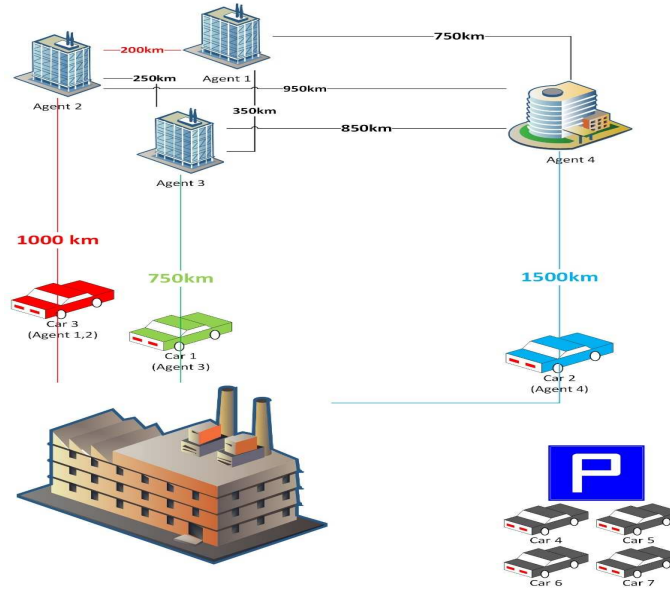 750km
200km
Agent 1
250km
950km
Agent 2
350km
850km
Agent 3
Agent 4
1000 km
750km
1500km
Car 3
(Agent 1,2)
Car 1
(Agent 3)
Car 2
(Agent 4)
P
Car 4
Car 5
Car 6
Car 7